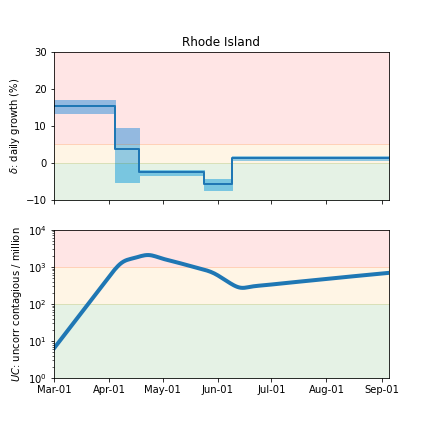 Rhode Island
30
20
10
0
−10
δ: daily growth (%)
10⁴
10³
10²
10¹
10⁰
UC: uncorr contagious / million
Mar-01 Apr-01 May-01 Jun-01 Jul-01 Aug-01 Sep-01